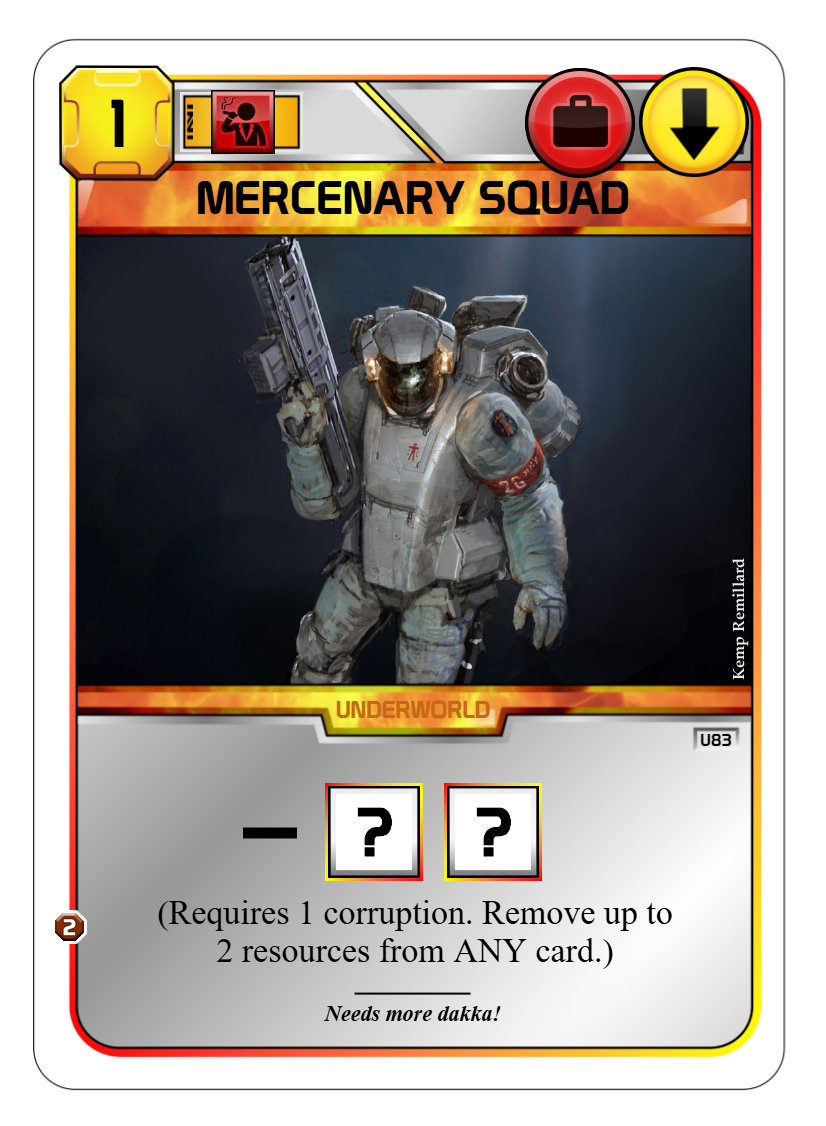 1
MERCENARY SQUAD
26
Kemp Remillard
UNDERWORLD
U83
— ? ?
(Requires 1 corruption. Remove up to
2
2 resources from ANY card.)
Needs more dakka!